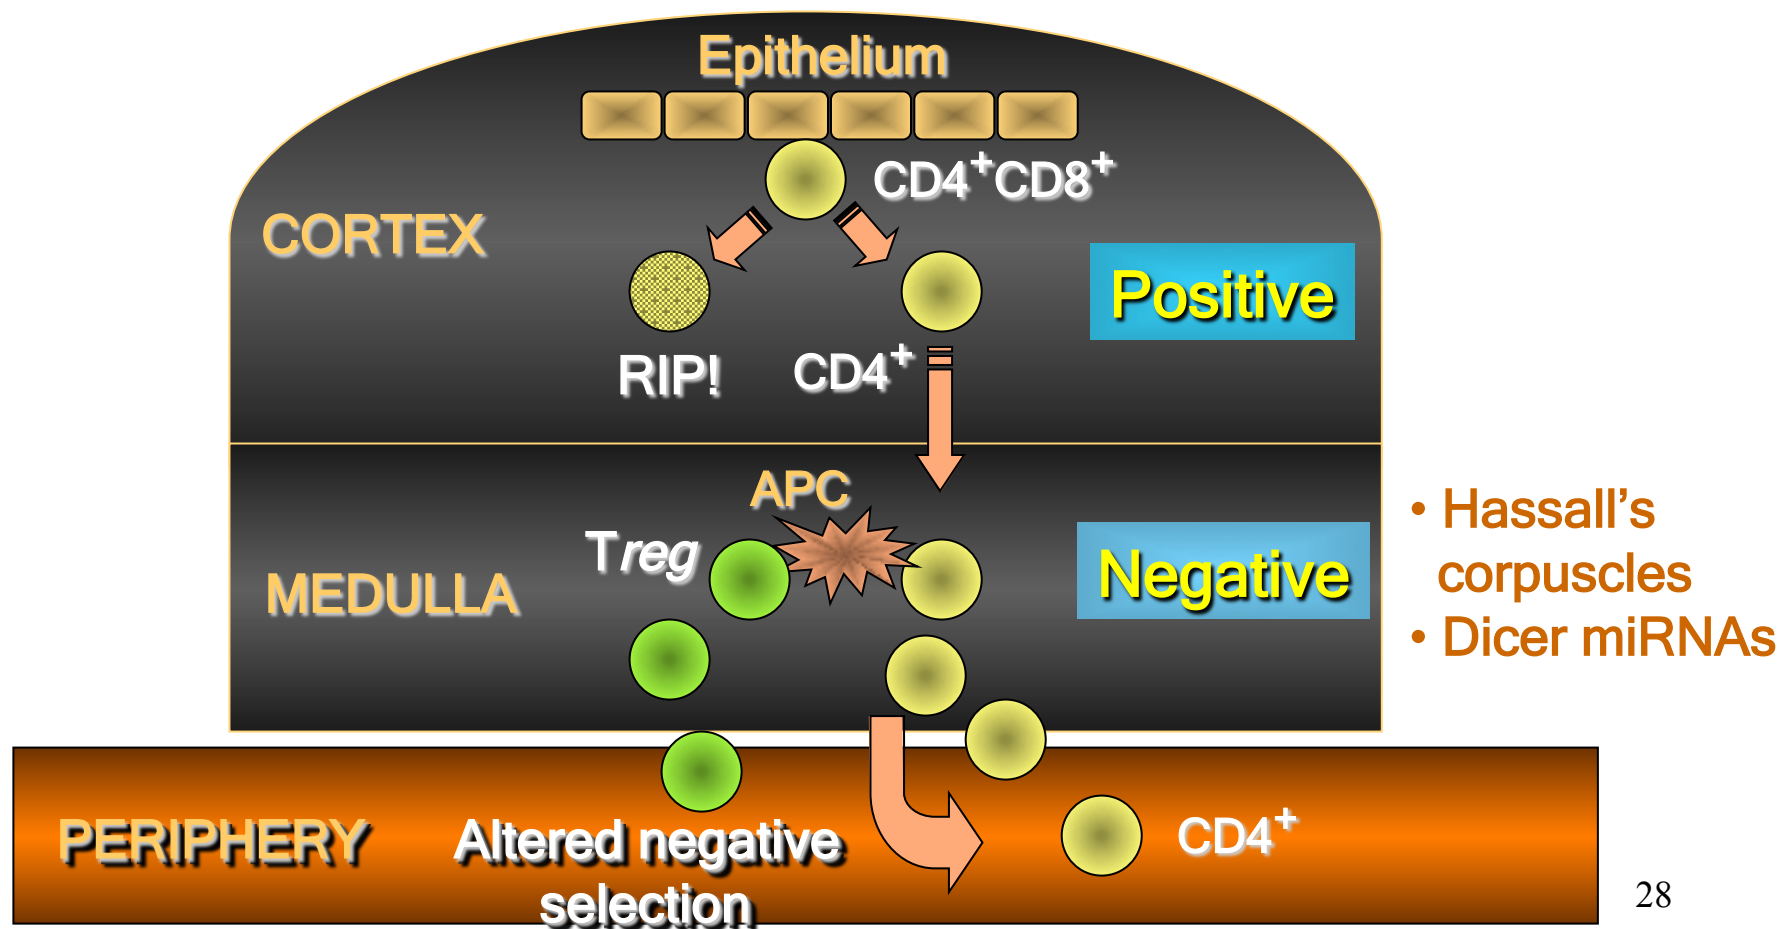 Epithelium
CD4⁺CD8⁺
CORTEX
Positive
RIP!
CD4⁺
APC
Treg
MEDULLA
Negative
• Hassall’s
corpuscles
• Dicer miRNAs
PERIPHERY
Altered negative
selection
CD4⁺
28